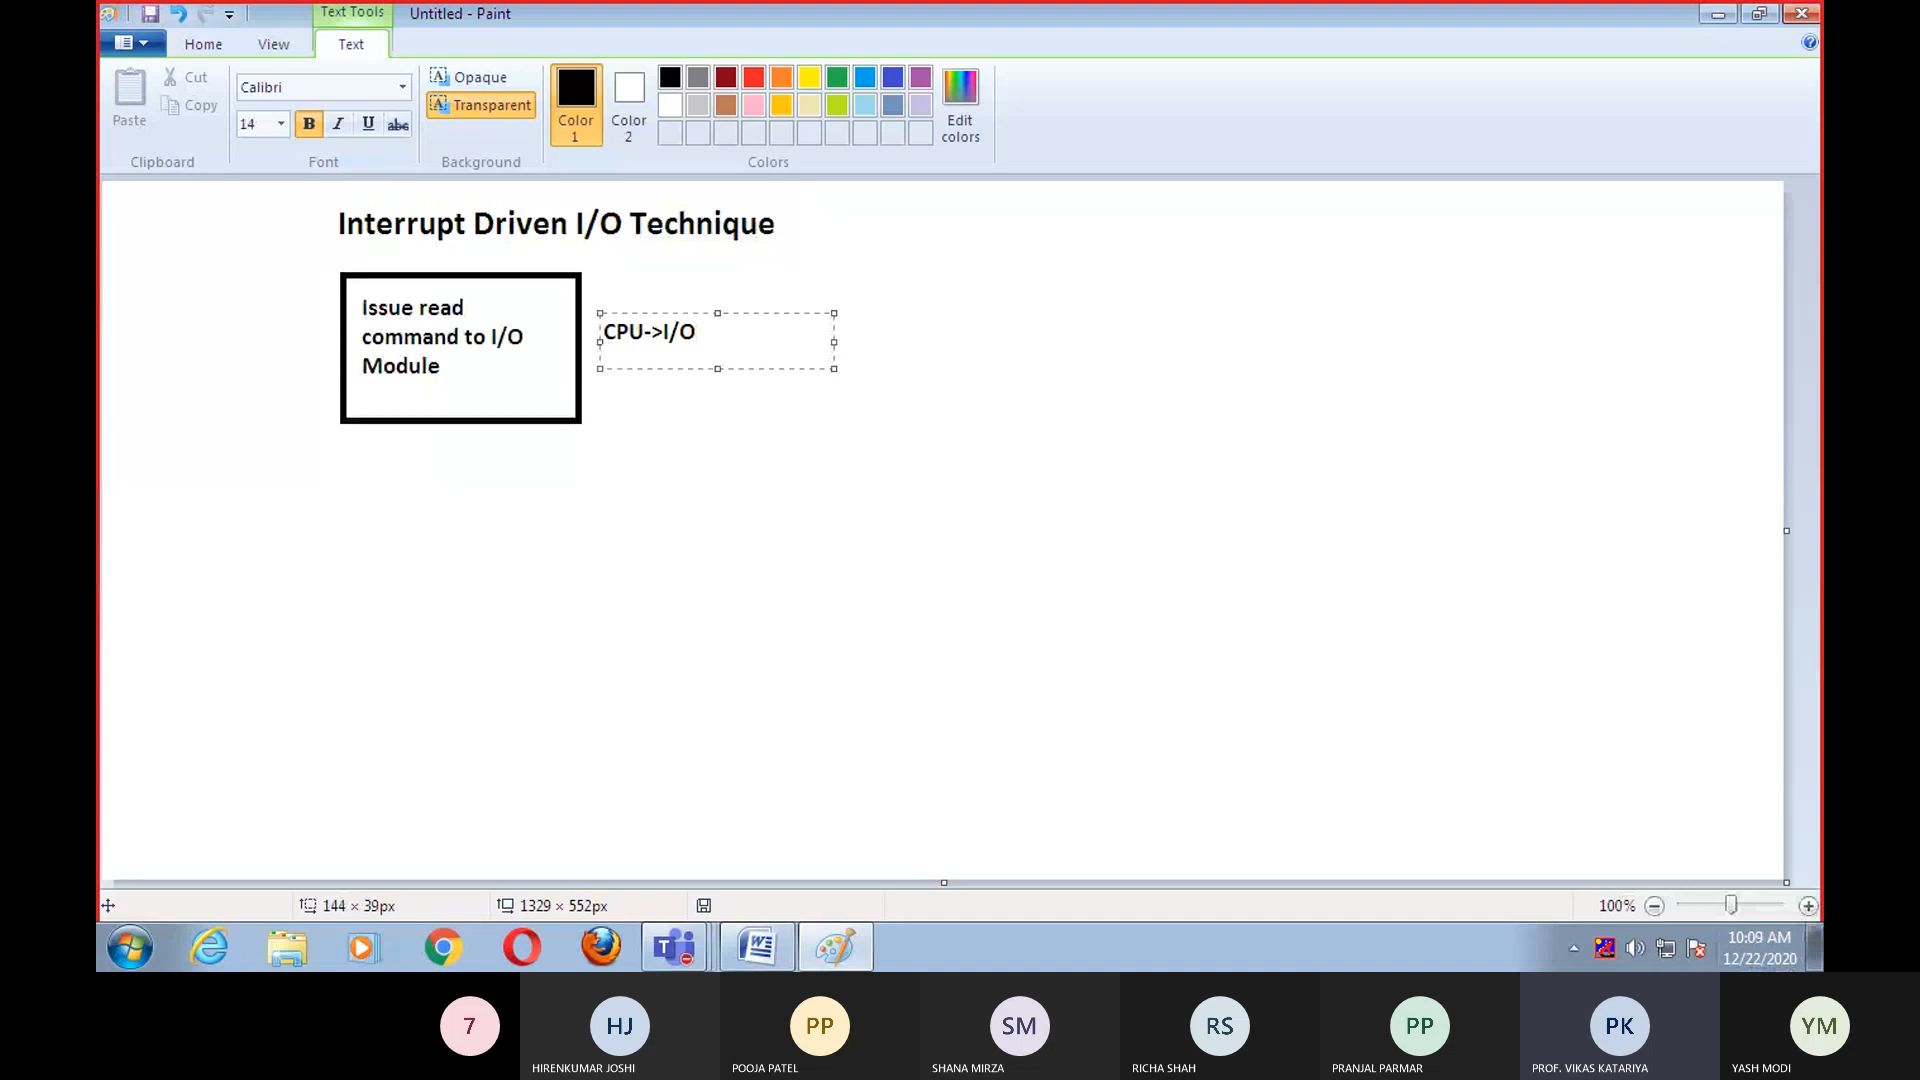 Text Tools
Untitled - Paint
Home
View
Text
Paste
Cut
Copy
Clipboard
Calibri
14
B I U abc
Font
A Opaque
A Transparent
Background
Color 1
Color 2
Edit colors
Colors
Interrupt Driven I/O Technique
Issue read
command to I/O
Module
CPU->I/O
144 × 39px
1329 × 552px
100%
10:09 AM
12/22/2020
7
HJ
PP
SM
RS
PP
PK
YM
HIRENKUMAR JOSHI
POOJA PATEL
SHANA MIRZA
RICHA SHAH
PRANJAL PARMAR
PROF. VIKAS KATARIYA
YASH MODI